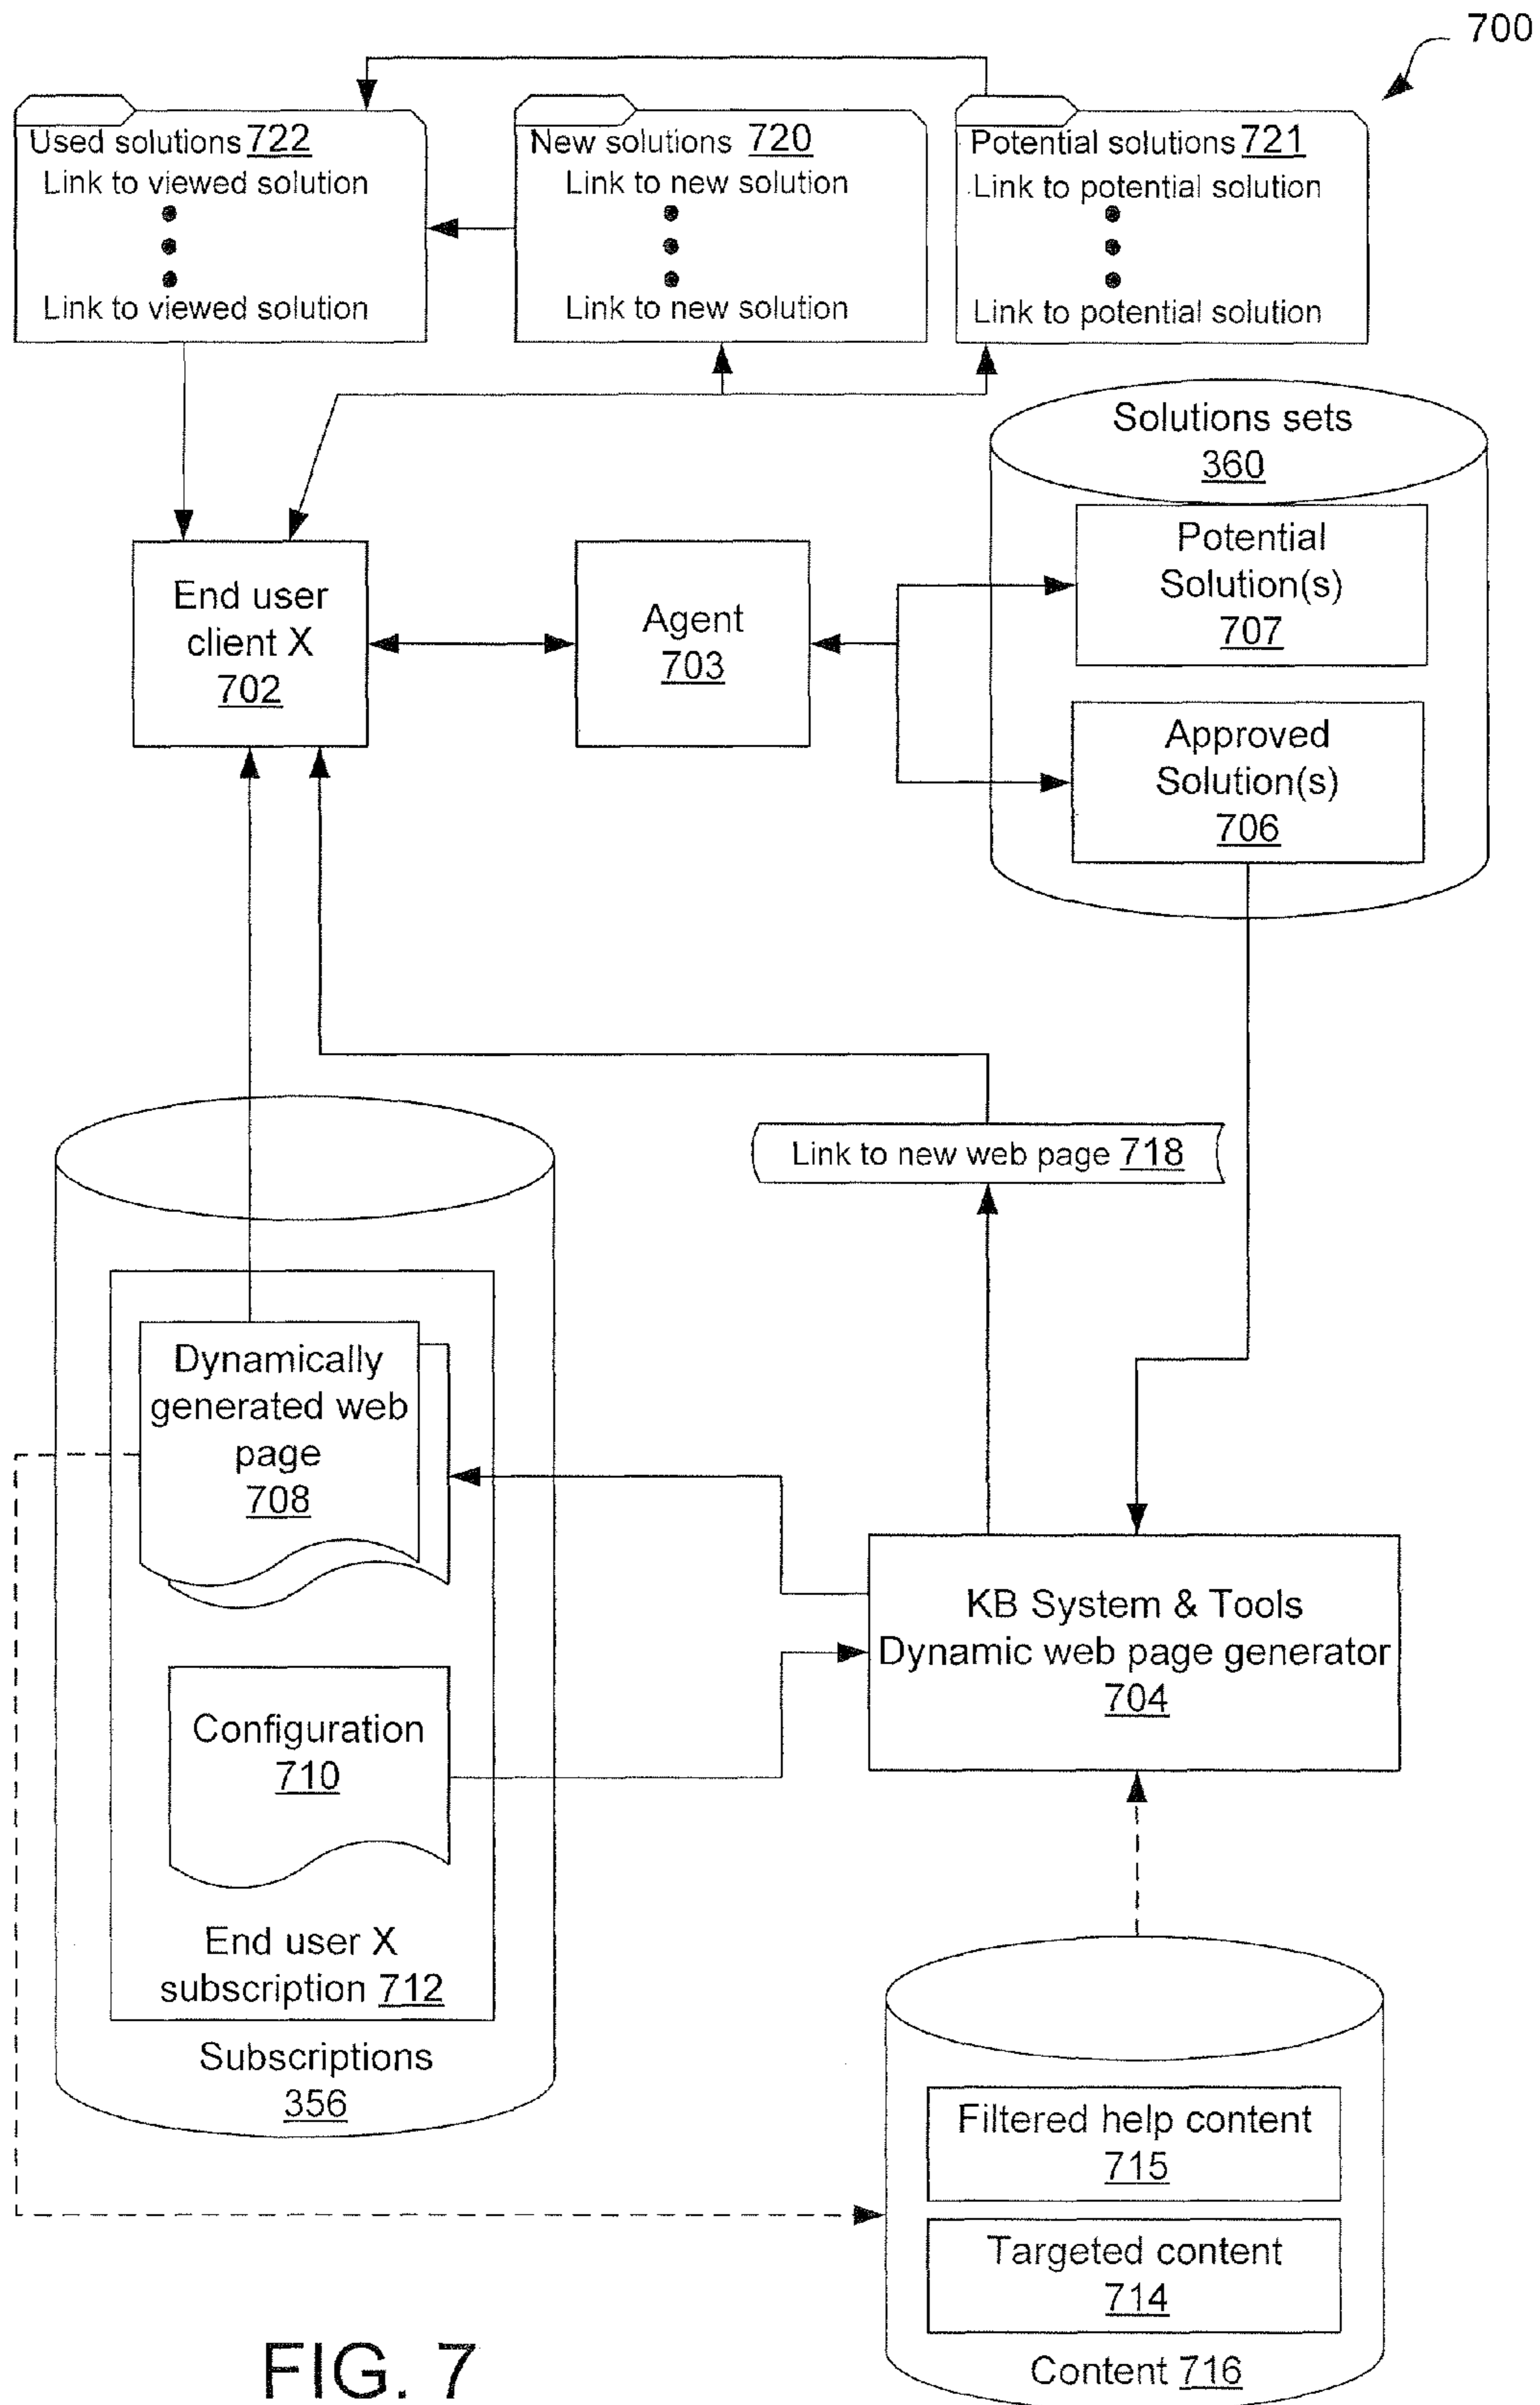 700
Used solutions 722
Link to viewed solution
Link to viewed solution
New solutions 720
Link to new solution
Link to new solution
Potential solutions 721
Link to potential solution
Link to potential solution
Solutions sets
360
Potential
Solution(s)
707
Approved
Solution(s)
706
End user
client X
702
Agent
703
Link to new web page 718
Dynamically
generated web
page
708
Configuration
710
End user X
subscription 712
Subscriptions
356
KB System & Tools
Dynamic web page generator
704
Filtered help content
715
Targeted content
714
Content 716
FIG. 7